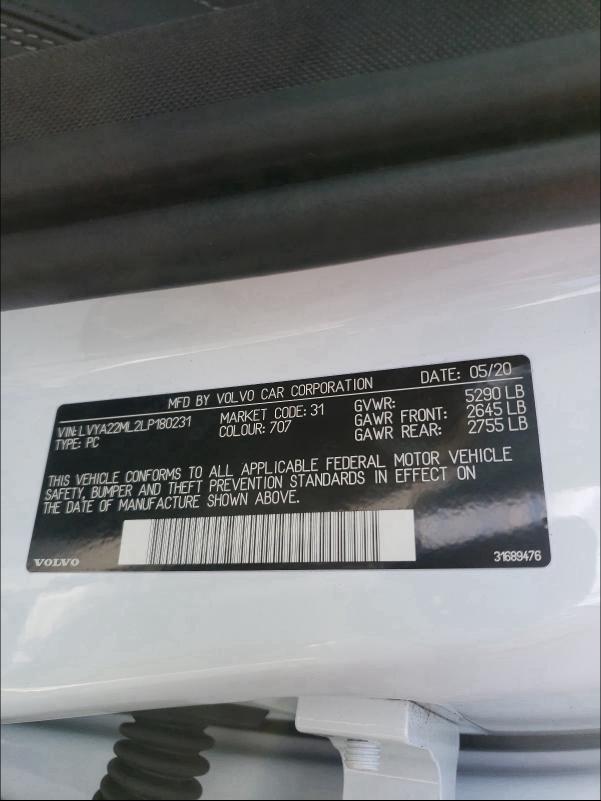 MFD BY VOLVO CAR CORPORATION DATE: 05/20
VIN:LVYA22ML2LP180231 MARKET CODE: 31 GVWR: 5290 LB
TYPE: PC COLOUR: 707 GAWR FRONT: 2645 LB
GAWR REAR: 2755 LB
THIS VEHICLE CONFORMS TO ALL APPLICABLE FEDERAL MOTOR VEHICLE
SAFETY, BUMPER AND THEFT PREVENTION STANDARDS IN EFFECT ON
THE DATE OF MANUFACTURE SHOWN ABOVE.
VOLVO 31689476